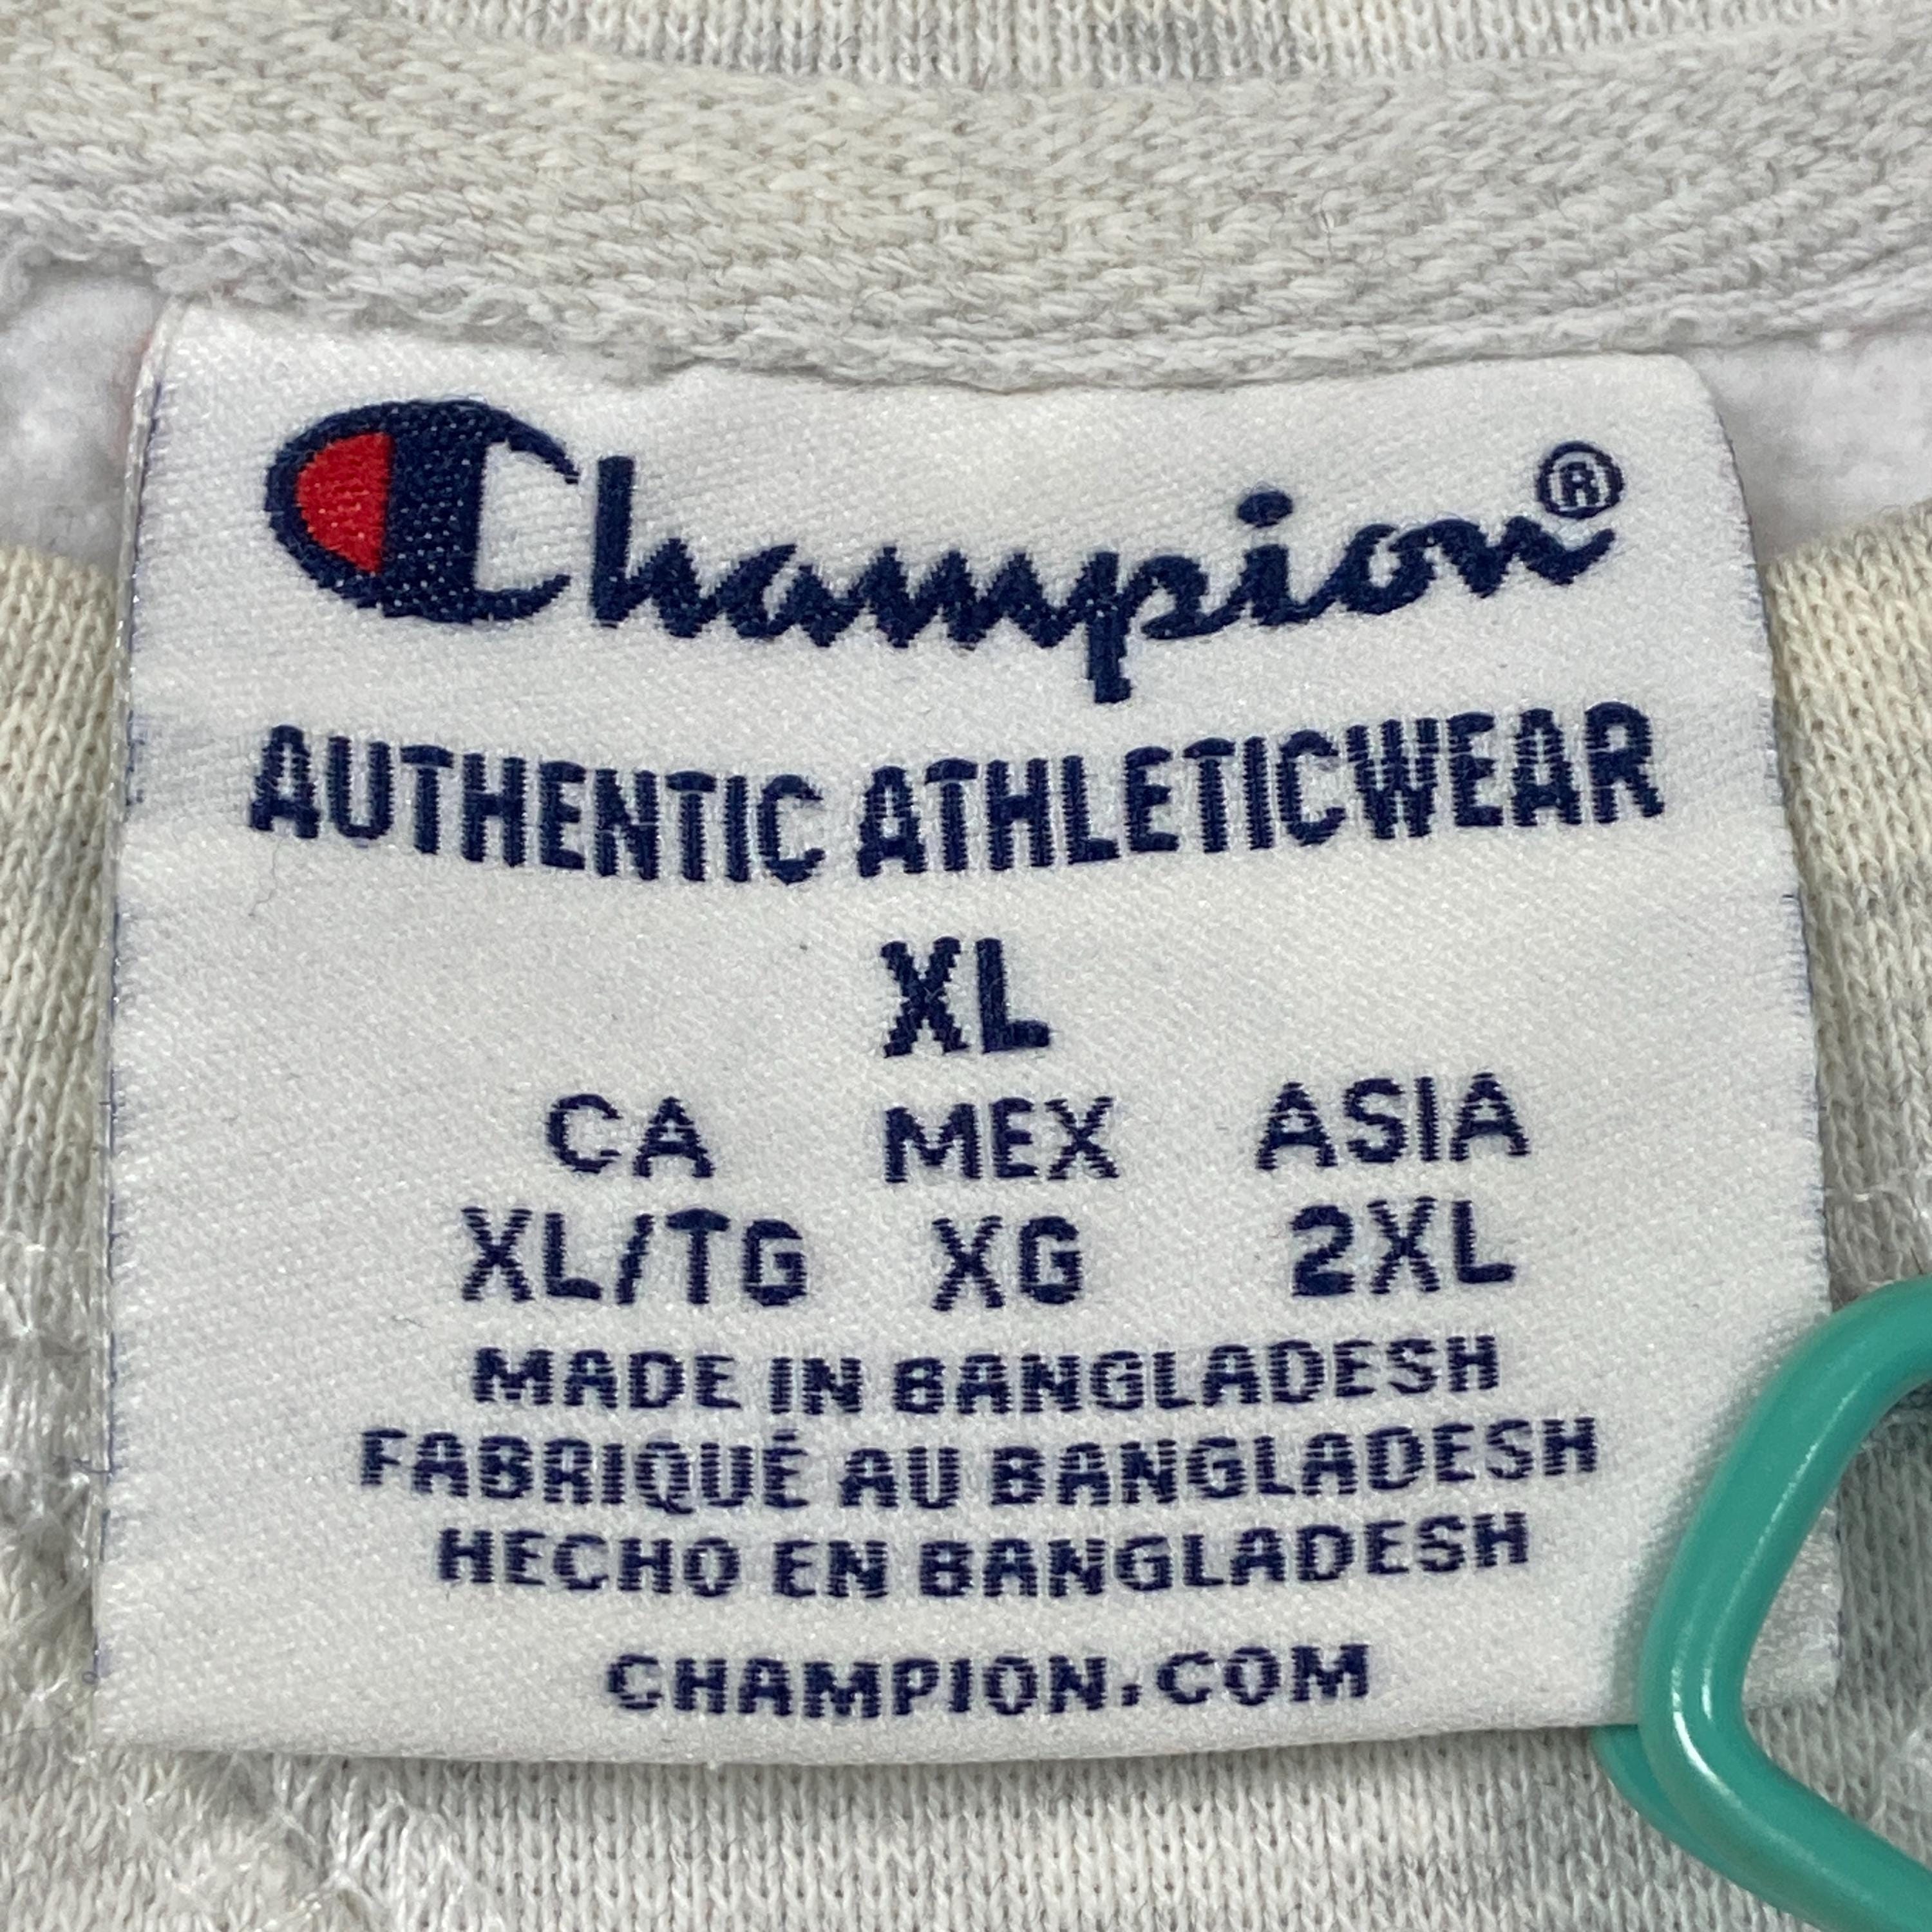 Champion®
AUTHENTIC ATHLETICWEAR
XL
CA MEX ASIA
XL/TG XG 2XL
MADE IN BANGLADESH
FABRIQUÉ AU BANGLADESH
HECHO EN BANGLADESH
CHAMPION.COM